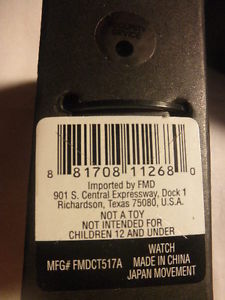 8 81708 11268 0
Imported by FMD
901 S. Central Expressway, Dock 1
Richardson, Texas 75080, U.S.A.
NOT A TOY
NOT INTENDED FOR
CHILDREN 12 AND UNDER
WATCH
MFG# FMDCT517A MADE IN CHINA
JAPAN MOVEMENT